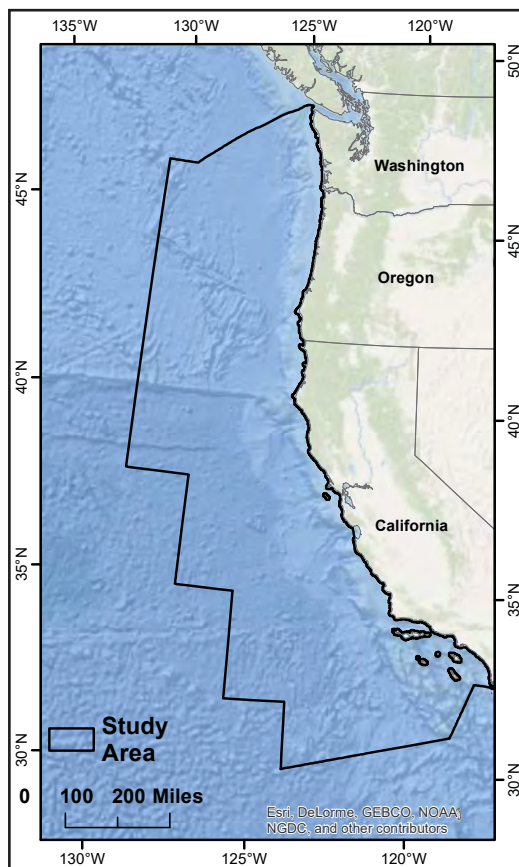 135°W 130°W 125°W 120°W
50°N
Washington
45°N
45°N
Oregon
40°N
40°N
California
35°N
35°N
Study
Area
30°N
30°N
0 100 200 Miles
Esri, DeLorme, GEBCO, NOAA,
NGDC, and other contributors
130°W 125°W 120°W